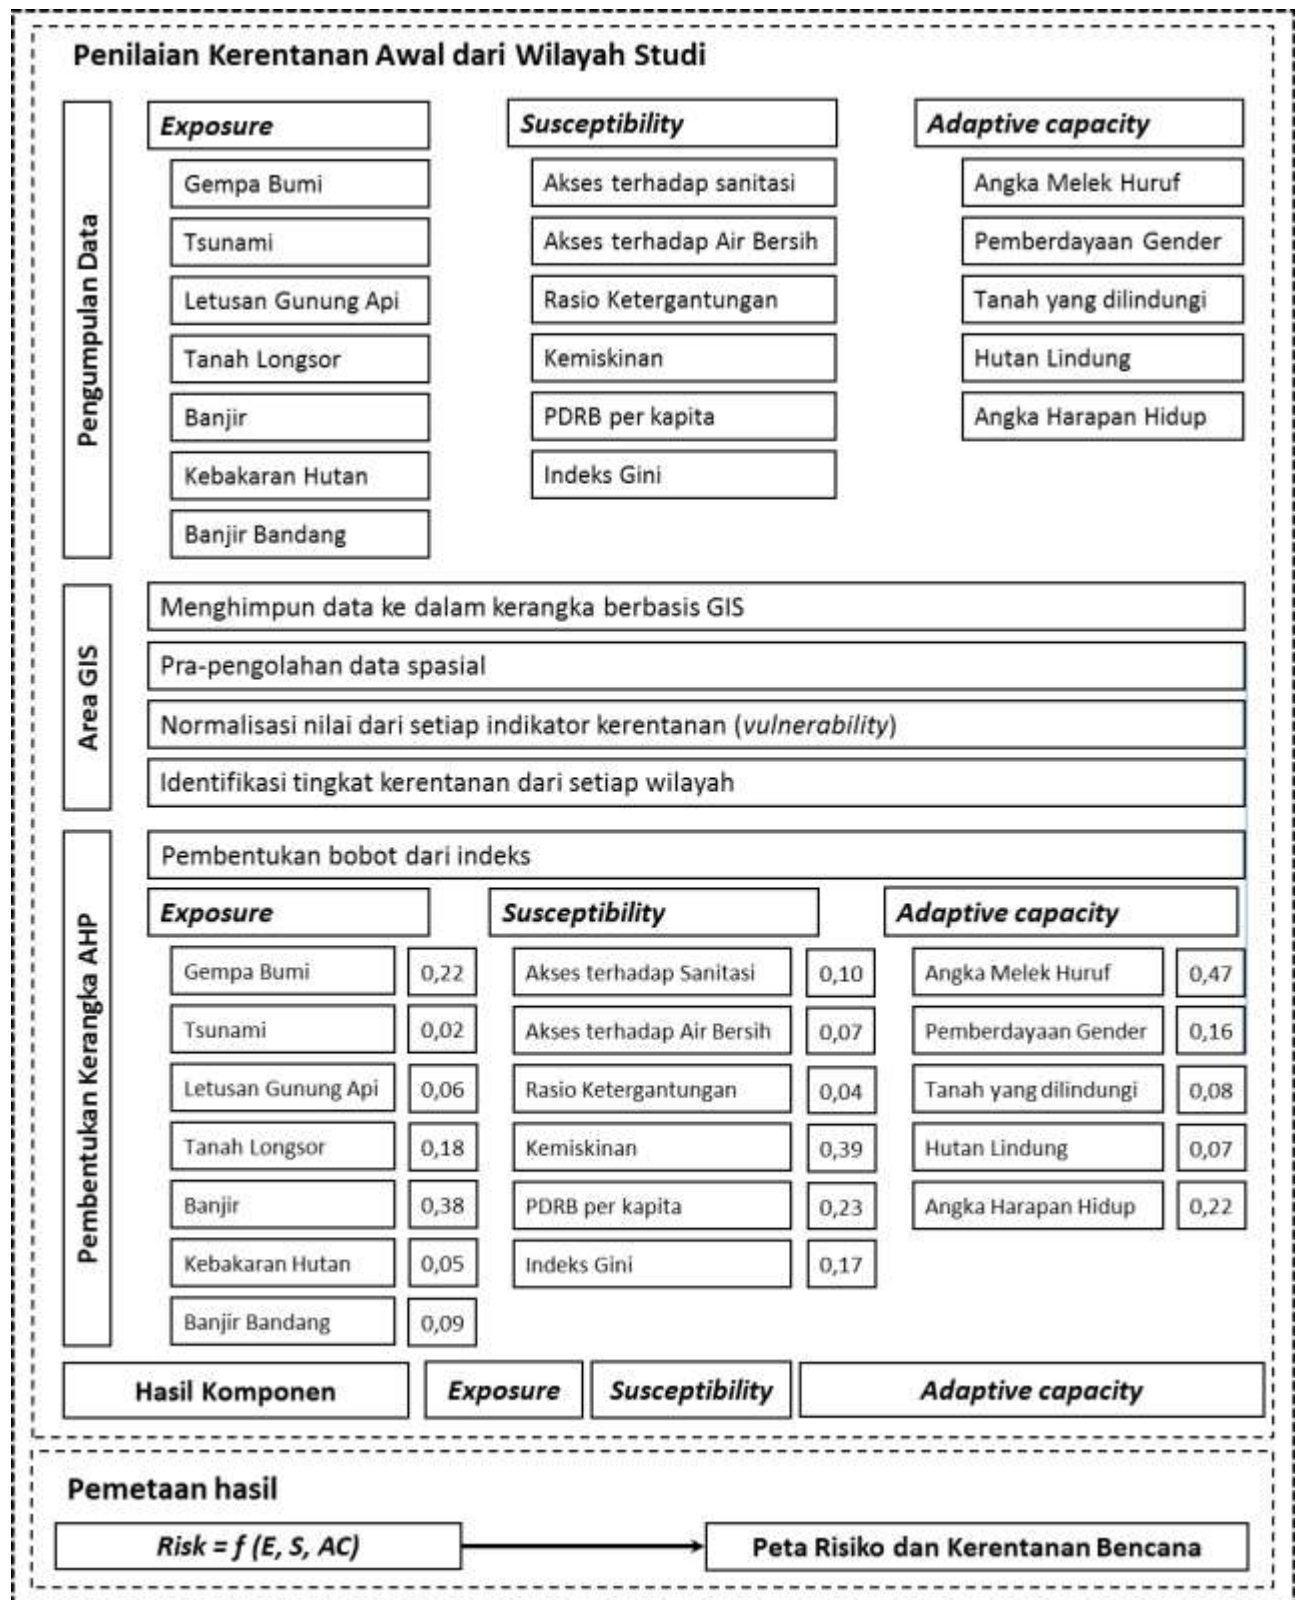 Penilaian Kerentanan Awal dari Wilayah Studi
Pengumpulan Data
Exposure
Gempa Bumi
Tsunami
Letusan Gunung Api
Tanah Longsor
Banjir
Kebakaran Hutan
Banjir Bandang
Susceptibility
Akses terhadap sanitasi
Akses terhadap Air Bersih
Rasio Ketergantungan
Kemiskinan
PDRB per kapita
Indeks Gini
Adaptive capacity
Angka Melek Huruf
Pemberdayaan Gender
Tanah yang dilindungi
Hutan Lindung
Angka Harapan Hidup
Area GIS
Menghimpun data ke dalam kerangka berbasis GIS
Pra-pengolahan data spasial
Normalisasi nilai dari setiap indikator kerentanan (vulnerability)
Identifikasi tingkat kerentanan dari setiap wilayah
Pembentukan Kerangka AHP
Pembentukan bobot dari indeks
Exposure
Gempa Bumi 0,22
Tsunami 0,02
Letusan Gunung Api 0,06
Tanah Longsor 0,18
Banjir 0,38
Kebakaran Hutan 0,05
Banjir Bandang 0,09
Susceptibility
Akses terhadap Sanitasi 0,10
Akses terhadap Air Bersih 0,07
Rasio Ketergantungan 0,04
Kemiskinan 0,39
PDRB per kapita 0,23
Indeks Gini 0,17
Adaptive capacity
Angka Melek Huruf 0,47
Pemberdayaan Gender 0,16
Tanah yang dilindungi 0,08
Hutan Lindung 0,07
Angka Harapan Hidup 0,22
Hasil Komponen Exposure Susceptibility Adaptive capacity
Pemetaan hasil
Risk = f (E, S, AC) Peta Risiko dan Kerentanan Bencana